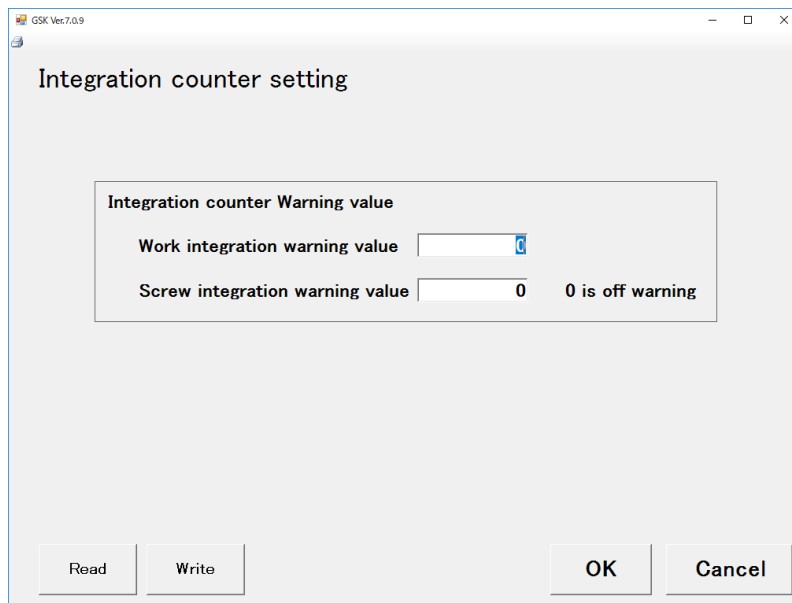 GSK Ver.7.0.9
Integration counter setting
Integration counter Warning value
Work integration warning value 0
Screw integration warning value 0 0 is off warning
Read Write OK Cancel